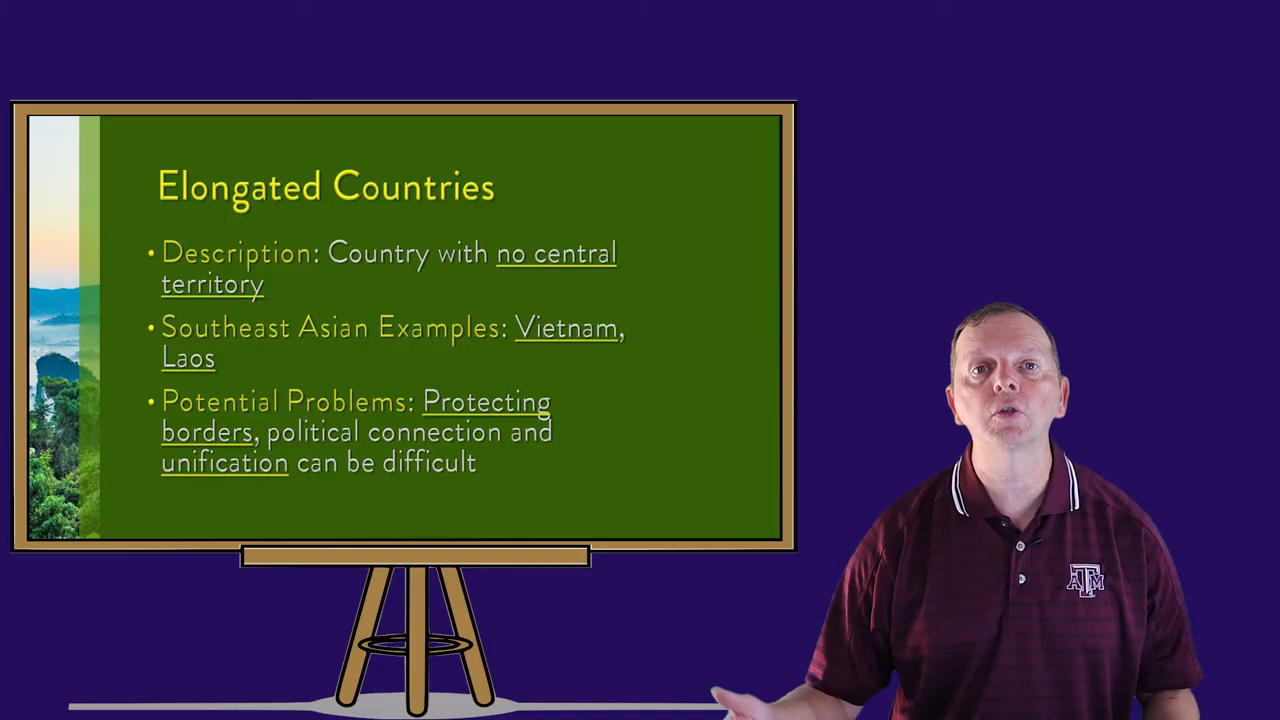 Elongated Countries
• Description: Country with no central
territory
• Southeast Asian Examples: Vietnam,
Laos
• Potential Problems: Protecting
borders, political connection and
unification can be difficult
ATM